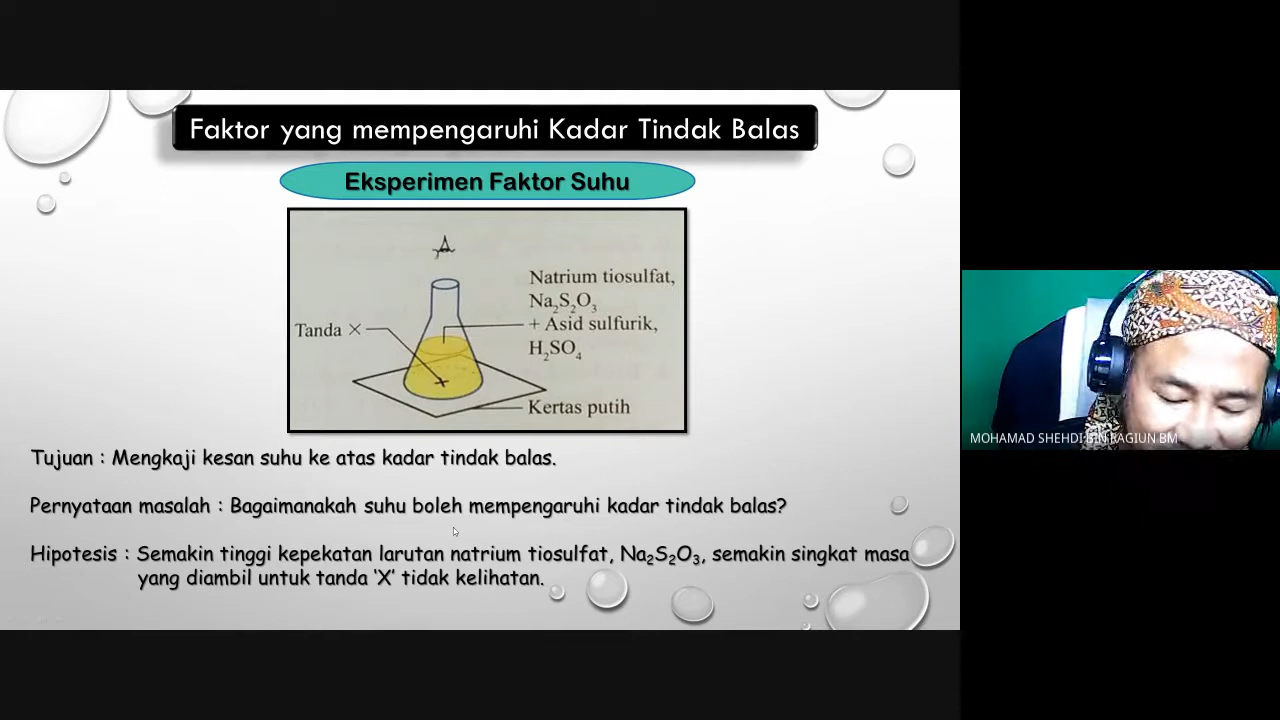 Faktor yang mempengaruhi Kadar Tindak Balas
Eksperimen Faktor Suhu
Natrium tiosulfat,
Na₂S₂O₃
+ Asid sulfurik,
H₂SO₄
Tanda ×
Kertas putih
Tujuan : Mengkaji kesan suhu ke atas kadar tindak balas.
Pernyataan masalah : Bagaimanakah suhu boleh mempengaruhi kadar tindak balas?
Hipotesis : Semakin tinggi kepekatan larutan natrium tiosulfat, Na₂S₂O₃, semakin singkat masa
yang diambil untuk tanda ‘X’ tidak kelihatan.
MOHAMAD SHEHDI BIN RAGIUN BM